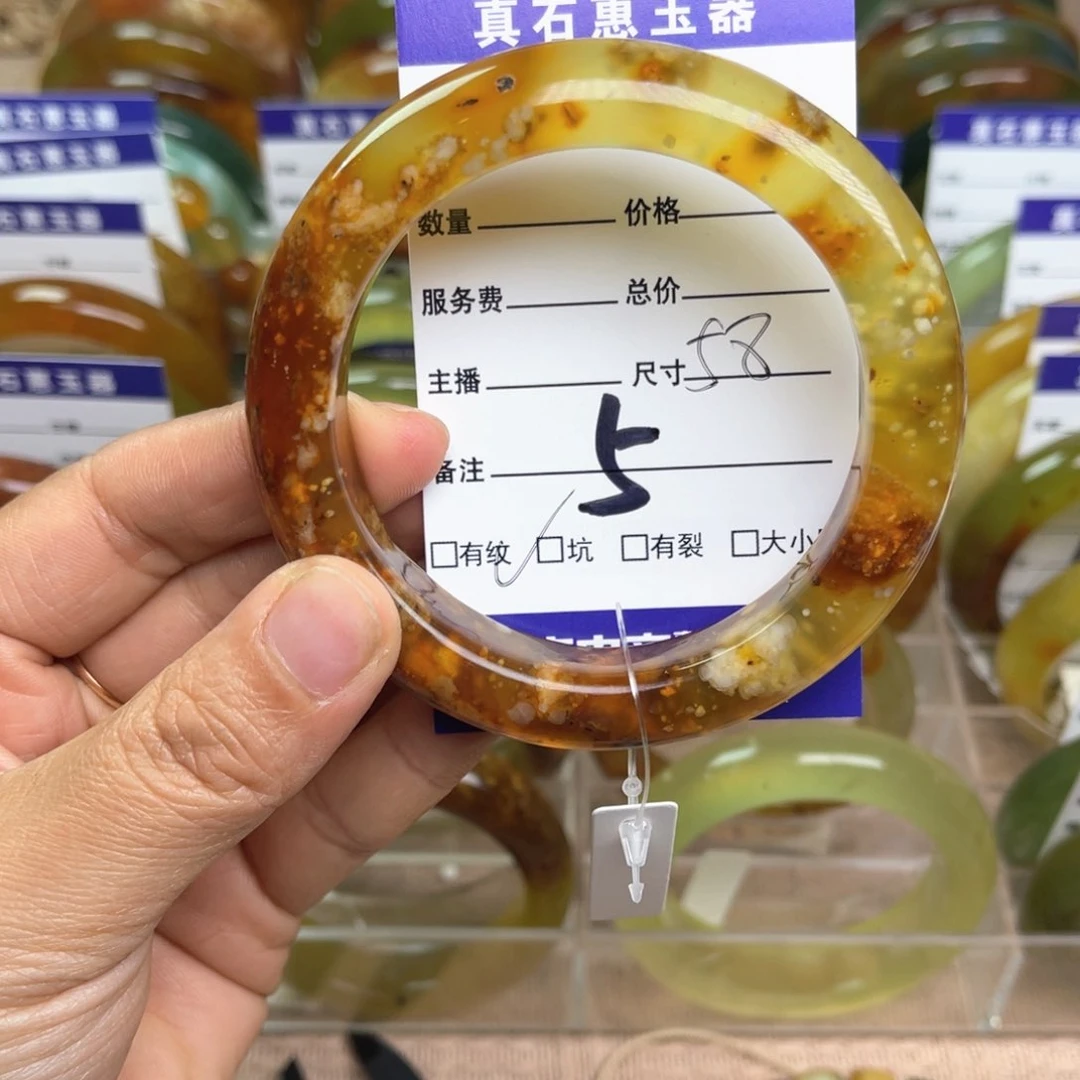 真石惠玉器
数量 价格
服务费 总价
主播 尺寸 58
5
备注
□有纹 □坑 □有裂 □大小